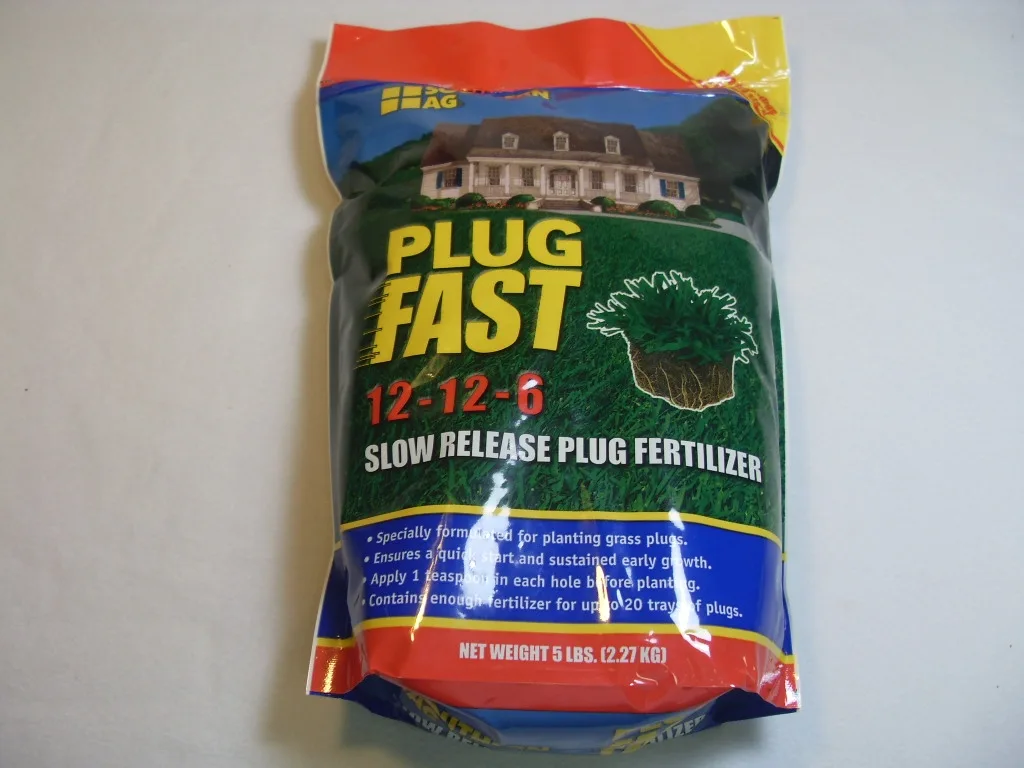 AG
PLUG
FAST
12-12-6
SLOW RELEASE PLUG FERTILIZER
• Specially formulated for planting grass plugs.
• Ensures a quick start and sustained early growth.
• Apply 1 teaspoon in each hole before planting.
• Contains enough fertilizer for up to 20 trays of plugs.
NET WEIGHT 5 LBS. (2.27 KG)